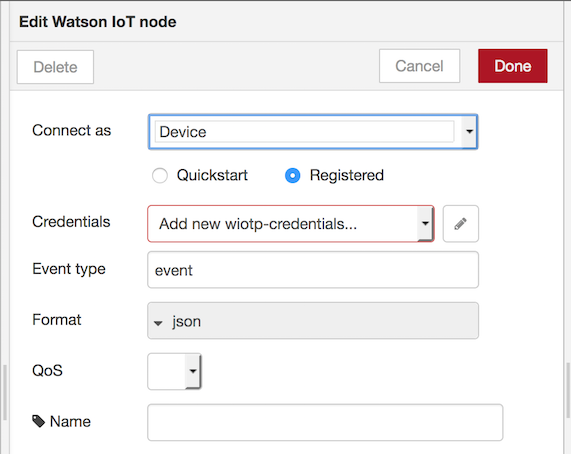 Edit Watson IoT node
Delete
Cancel
Done
Connect as
Device
Quickstart
Registered
Credentials
Add new wiotp-credentials...
Event type
event
Format
json
QoS
Name